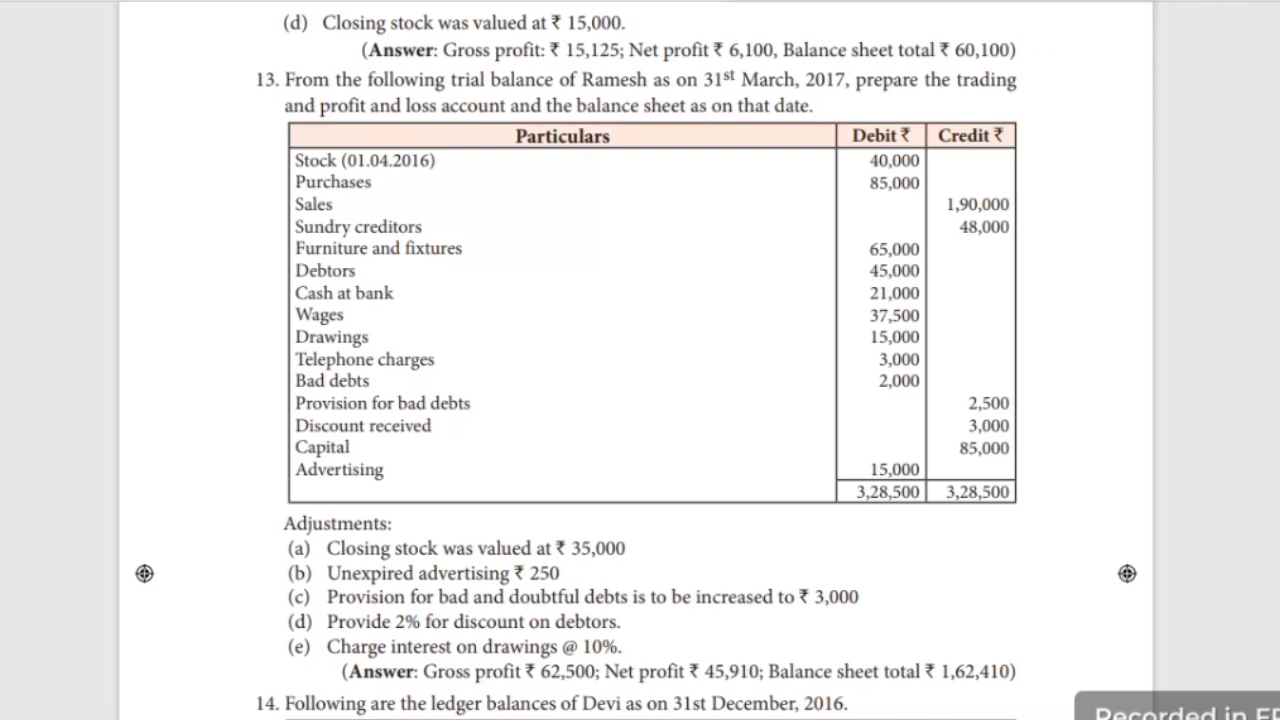 (d) Closing stock was valued at ₹ 15,000.
(Answer: Gross profit: ₹ 15,125; Net profit ₹ 6,100, Balance sheet total ₹ 60,100)
13. From the following trial balance of Ramesh as on 31st March, 2017, prepare the trading
and profit and loss account and the balance sheet as on that date.
Particulars Debit ₹ Credit ₹
Stock (01.04.2016) 40,000
Purchases 85,000
Sales 1,90,000
Sundry creditors 48,000
Furniture and fixtures 65,000
Debtors 45,000
Cash at bank 21,000
Wages 37,500
Drawings 15,000
Telephone charges 3,000
Bad debts 2,000
Provision for bad debts 2,500
Discount received 3,000
Capital 85,000
Advertising 15,000
3,28,500 3,28,500
Adjustments:
(a) Closing stock was valued at ₹ 35,000
(b) Unexpired advertising ₹ 250
(c) Provision for bad and doubtful debts is to be increased to ₹ 3,000
(d) Provide 2% for discount on debtors.
(e) Charge interest on drawings @ 10%.
(Answer: Gross profit ₹ 62,500; Net profit ₹ 45,910; Balance sheet total ₹ 1,62,410)
14. Following are the ledger balances of Devi as on 31st December, 2016.
Recorded in